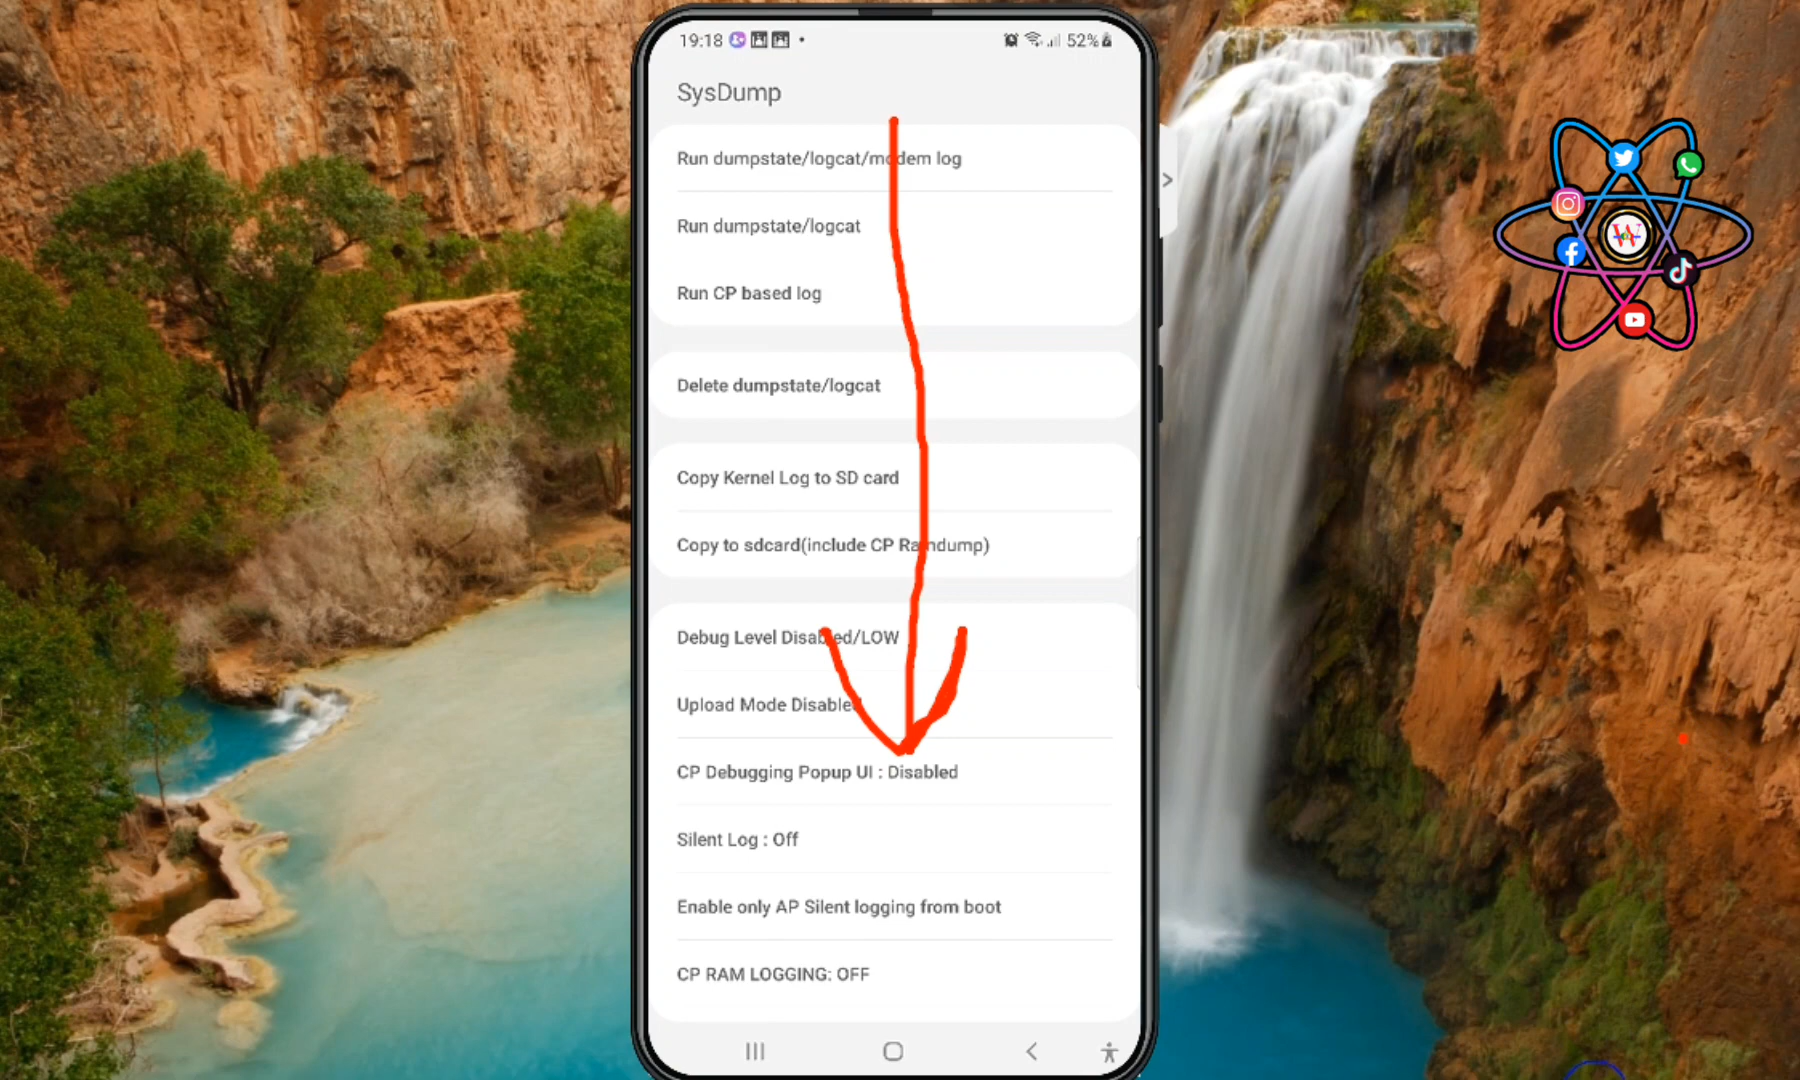 19:18
52%
SysDump
Run dumpstate/logcat/modem log
Run dumpstate/logcat
Run CP based log
Delete dumpstate/logcat
Copy Kernel Log to SD card
Copy to sdcard(include CP Ramdump)
Debug Level Disabled/LOW
Upload Mode Disabled
CP Debugging Popup UI : Disabled
Silent Log : Off
Enable only AP Silent logging from boot
CP RAM LOGGING: OFF